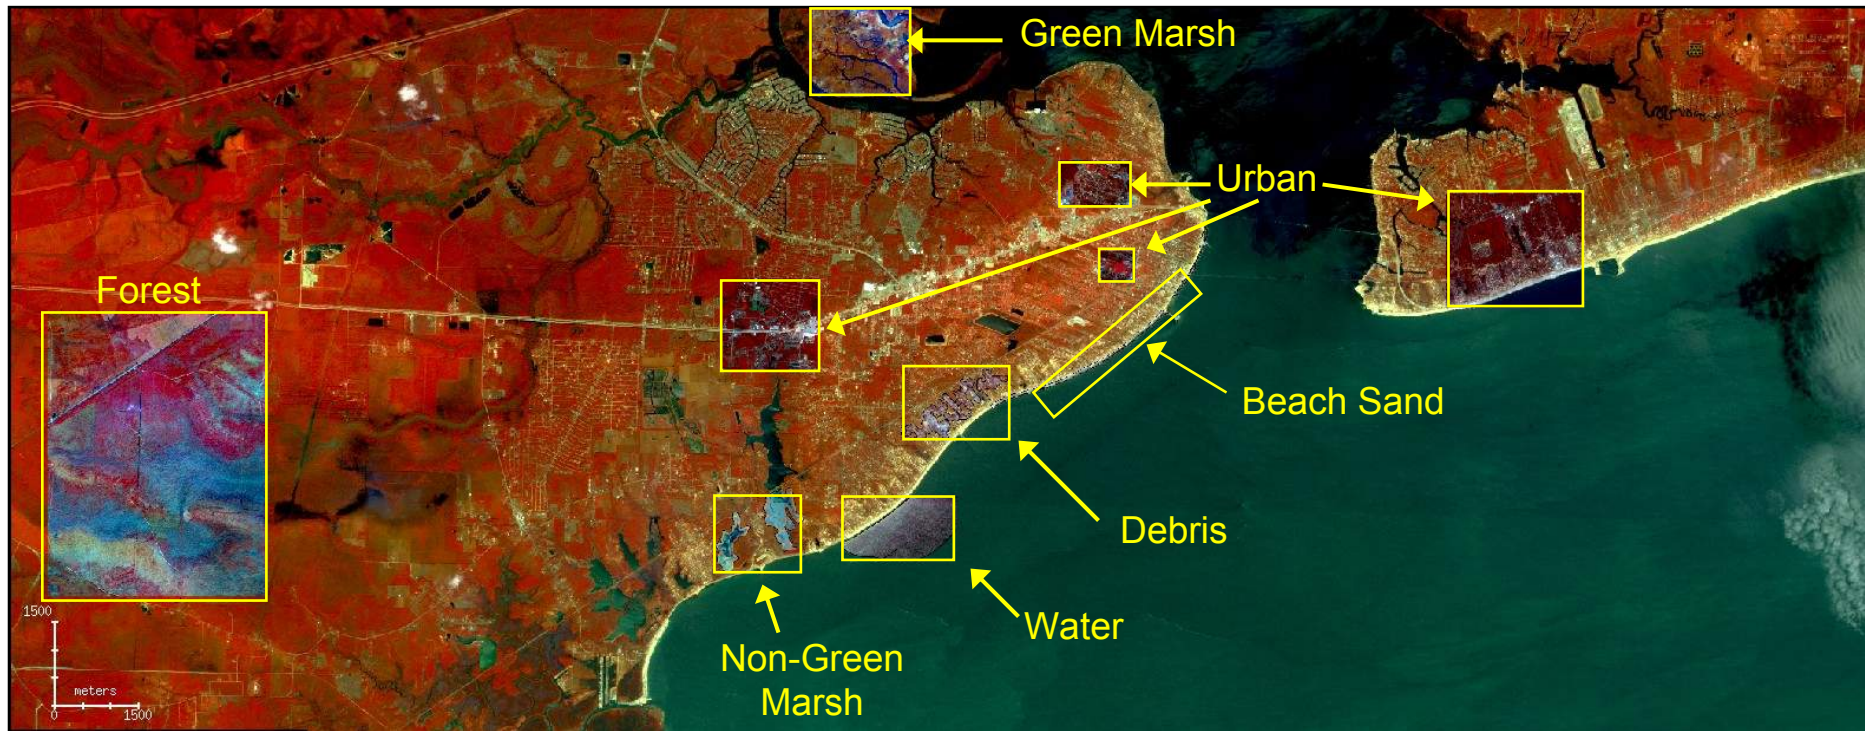 Green Marsh
Urban
Forest
Beach Sand
Debris
Water
Non-Green
Marsh
1500
meters
0
1500